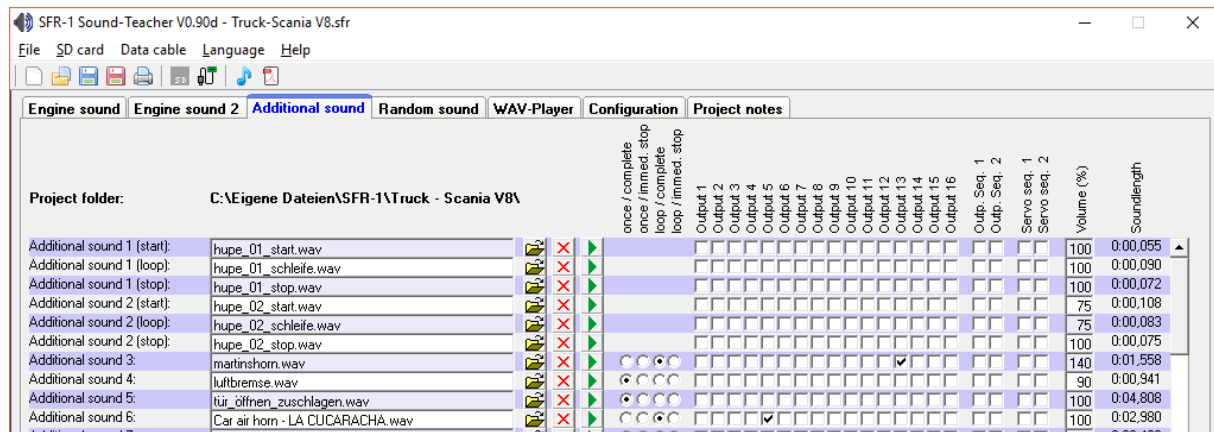 SFR-1 Sound-Teacher V0.90d - Truck-Scania V8.sfr
File SD card Data cable Language Help
Engine sound Engine sound 2 Additional sound Random sound WAV-Player Configuration Project notes
once / complete
once / immed. stop
loop / complete
loop / immed. stop
Output 1
Output 2
Output 3
Output 4
Output 5
Output 6
Output 7
Output 8
Output 9
Output 10
Output 11
Output 12
Output 13
Output 14
Output 15
Output 16
Outp. Seq. 1
Outp. Seq. 2
Servo seq. 1
Servo seq. 2
Volume (%)
Soundlength
Project folder: C:\Eigene Dateien\SFR-1\Truck - Scania V8\
Additional sound 1 (start): hupe_01_start.wav 100 0:00,055
Additional sound 1 (loop): hupe_01_schleife.wav 100 0:00,090
Additional sound 1 (stop): hupe_01_stop.wav 100 0:00,072
Additional sound 2 (start): hupe_02_start.wav 75 0:00,108
Additional sound 2 (loop): hupe_02_schleife.wav 75 0:00,083
Additional sound 2 (stop): hupe_02_stop.wav 100 0:00,075
Additional sound 3: martinshorn.wav 140 0:01,558
Additional sound 4: luftbremse.wav 90 0:00,941
Additional sound 5: tür_öffnen_zuschlagen.wav 100 0:04,808
Additional sound 6: Car air horn - LA CUCARACHA.wav 100 0:02,980